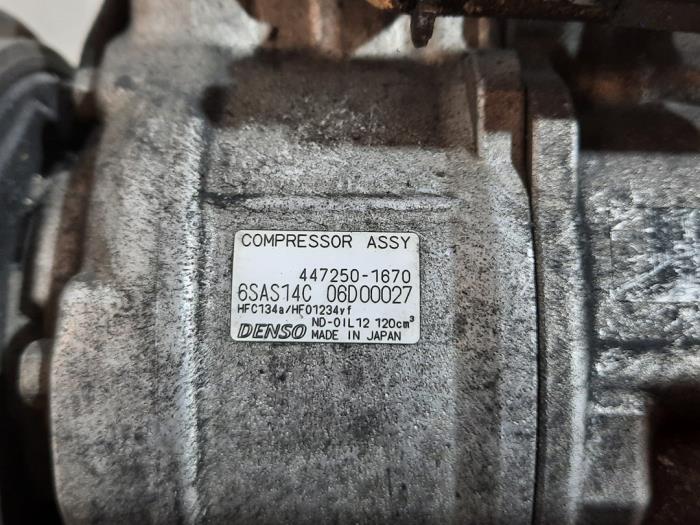 COMPRESSOR ASSY
447250-1670
6SAS14C 06D00027
HFC134a/HFO1234yf
ND-OIL12 120cm³
DENSO MADE IN JAPAN